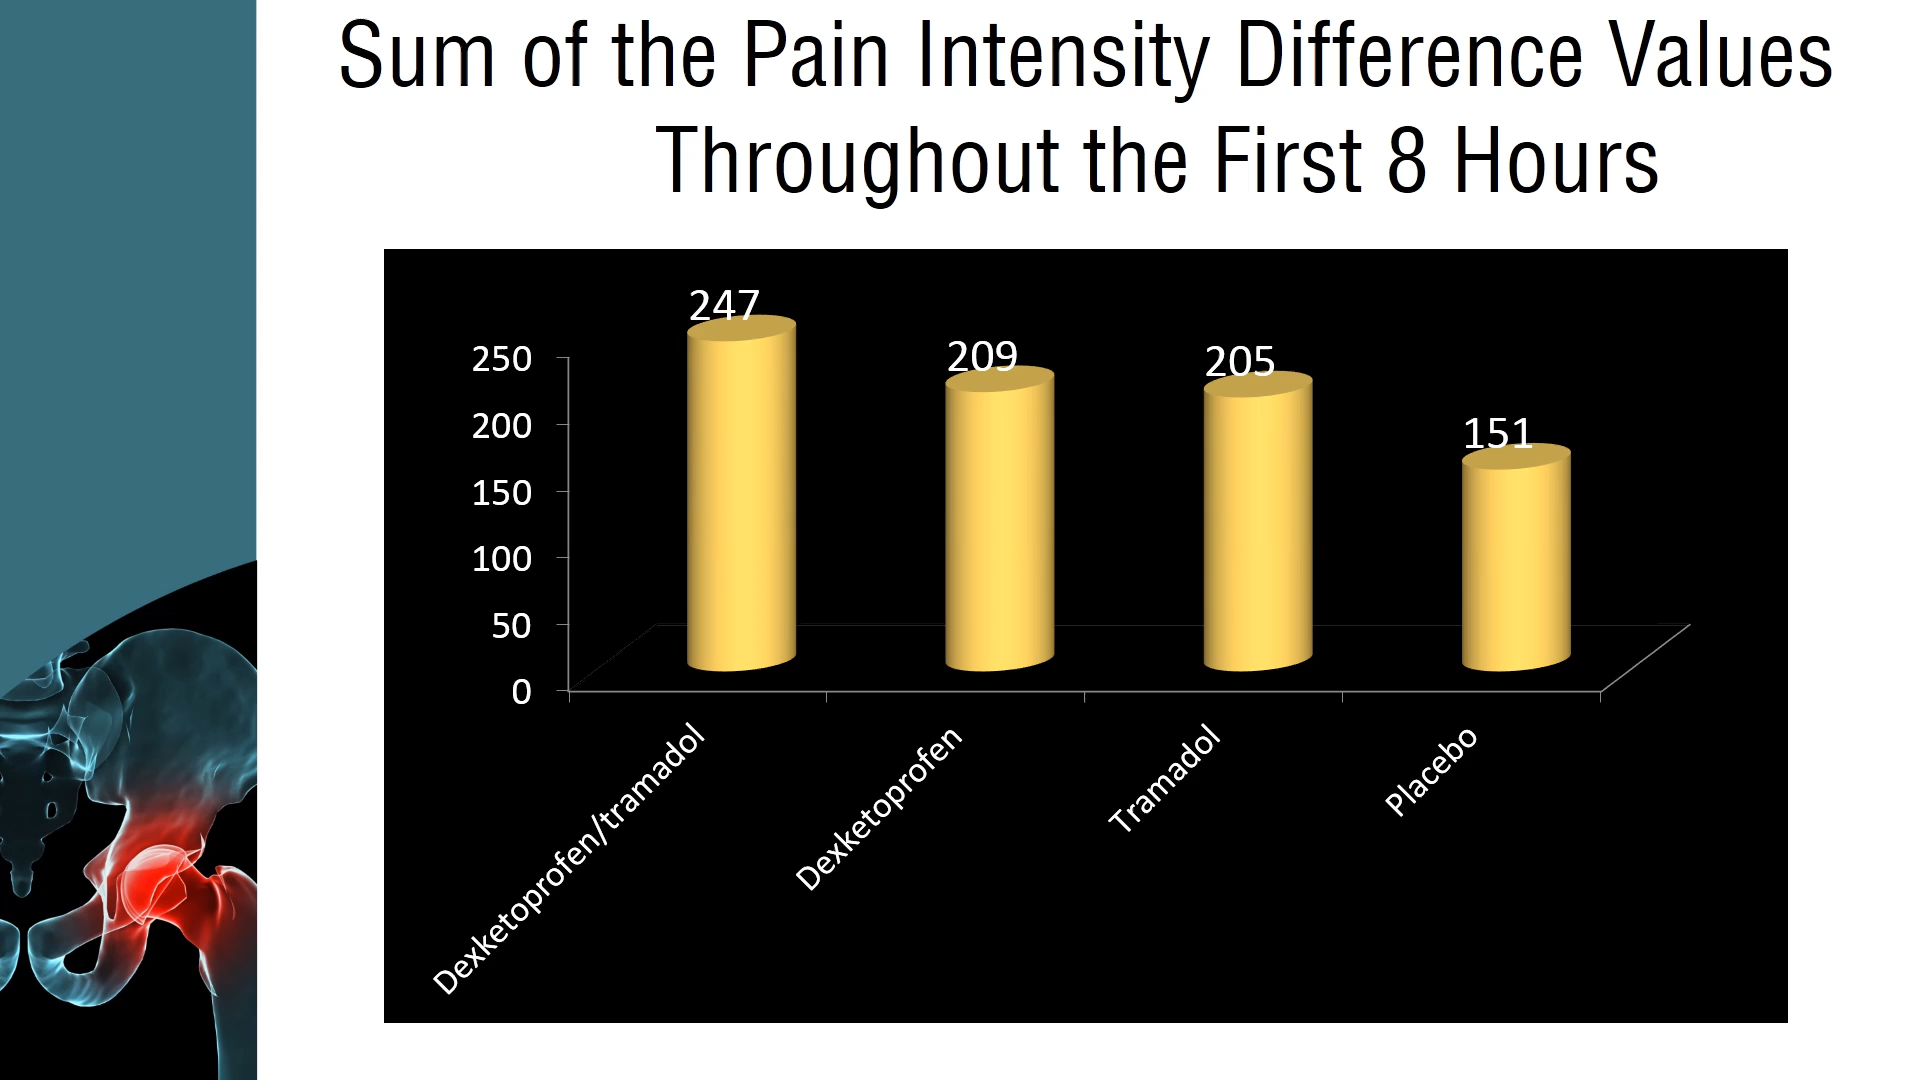 Sum of the Pain Intensity Difference Values
Throughout the First 8 Hours
247
209
205
151
250
200
150
100
50
0
Dexketoprofen/tramadol
Dexketoprofen
Tramadol
Placebo